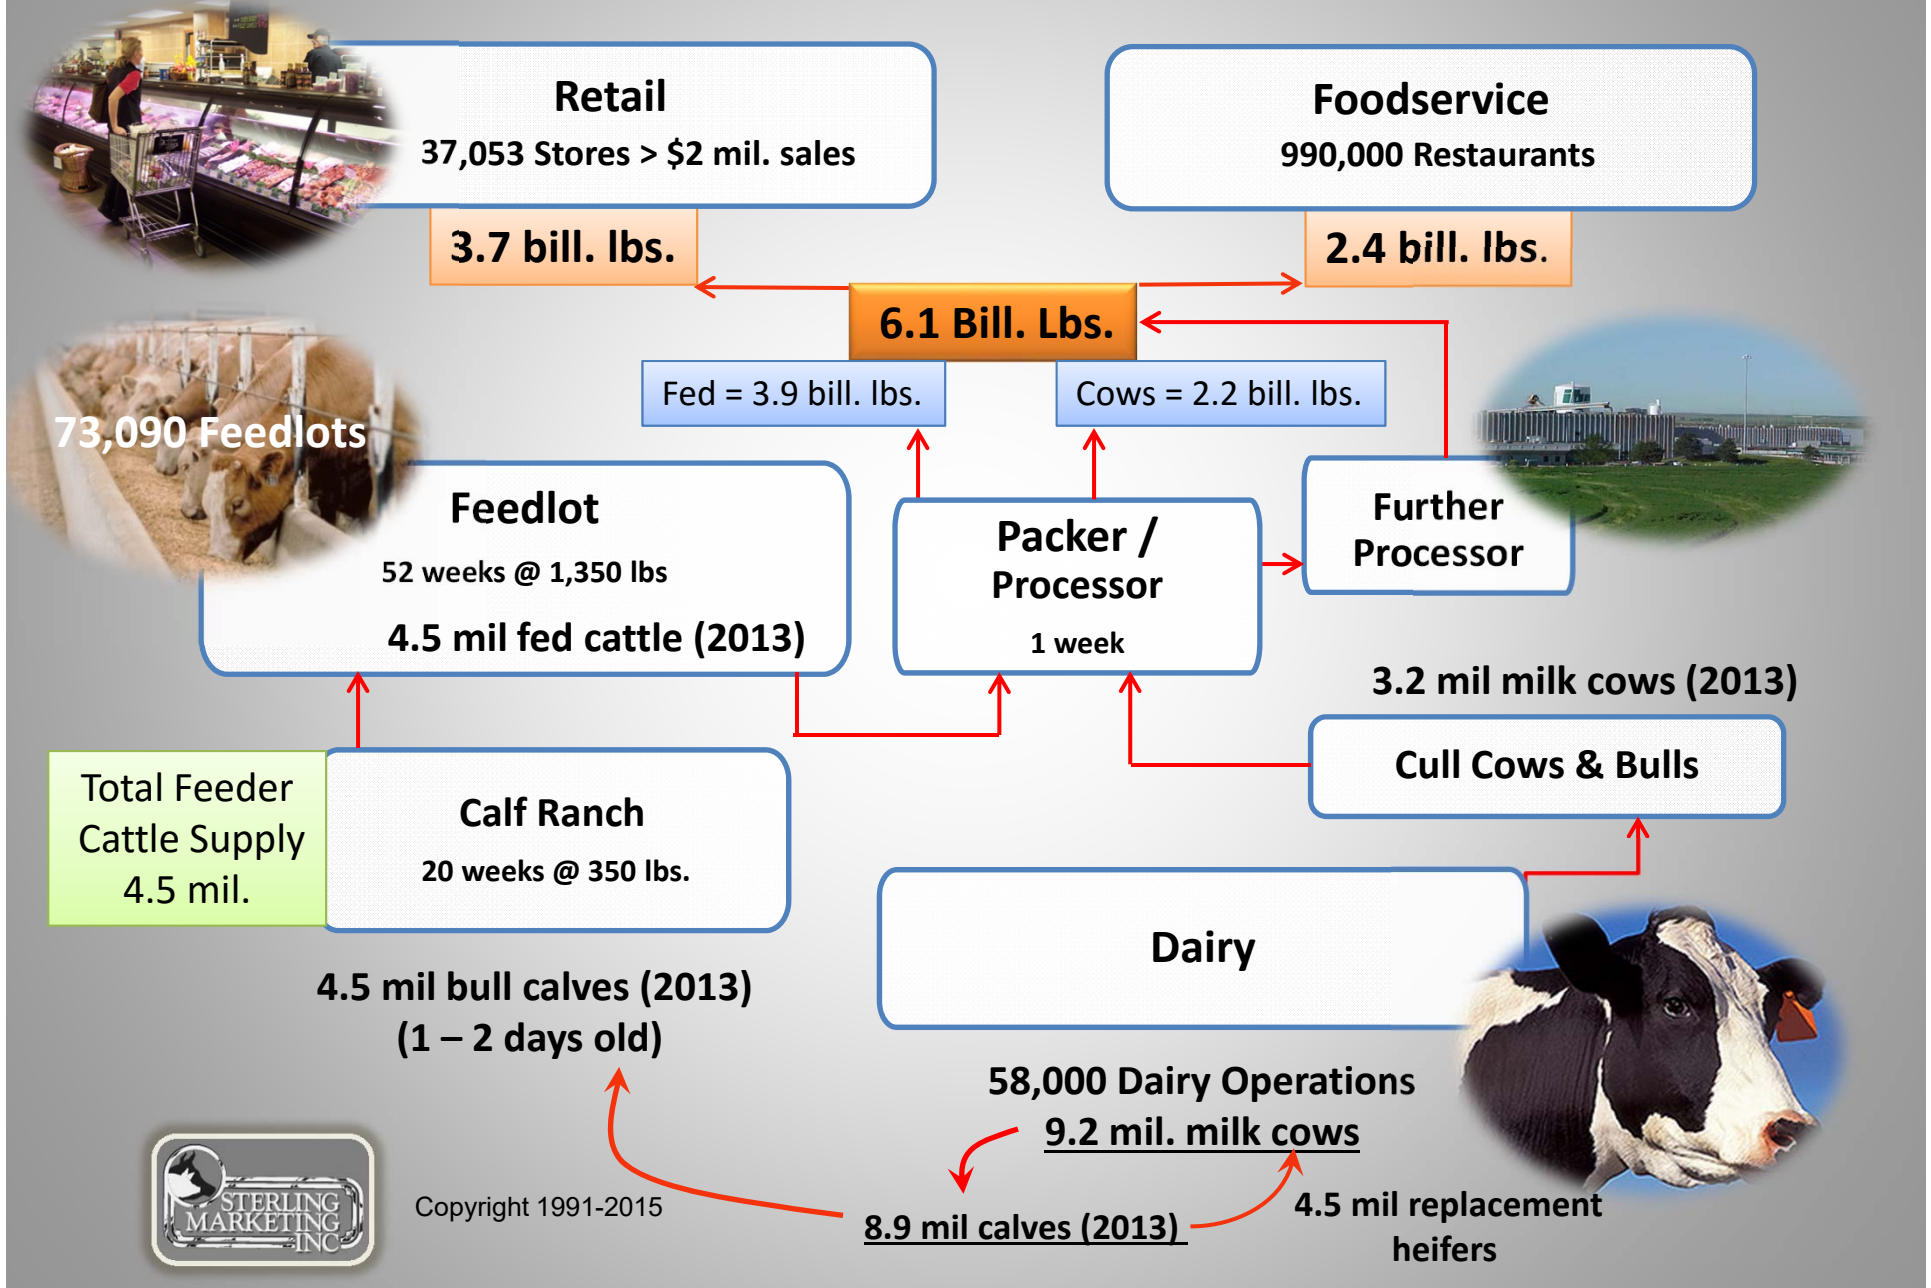 Retail
37,053 Stores > $2 mil. sales
3.7 bill. lbs.
Foodservice
990,000 Restaurants
2.4 bill. lbs.
6.1 Bill. Lbs.
Fed = 3.9 bill. lbs.
Cows = 2.2 bill. lbs.
73,090 Feedlots
Feedlot
52 weeks @ 1,350 lbs
4.5 mil fed cattle (2013)
Packer /
Processor
1 week
Further
Processor
3.2 mil milk cows (2013)
Cull Cows & Bulls
Total Feeder
Cattle Supply
4.5 mil.
Calf Ranch
20 weeks @ 350 lbs.
4.5 mil bull calves (2013)
(1 – 2 days old)
Dairy
58,000 Dairy Operations
9.2 mil. milk cows
8.9 mil calves (2013)
4.5 mil replacement
heifers
STERLING
MARKETING
INC
Copyright 1991-2015